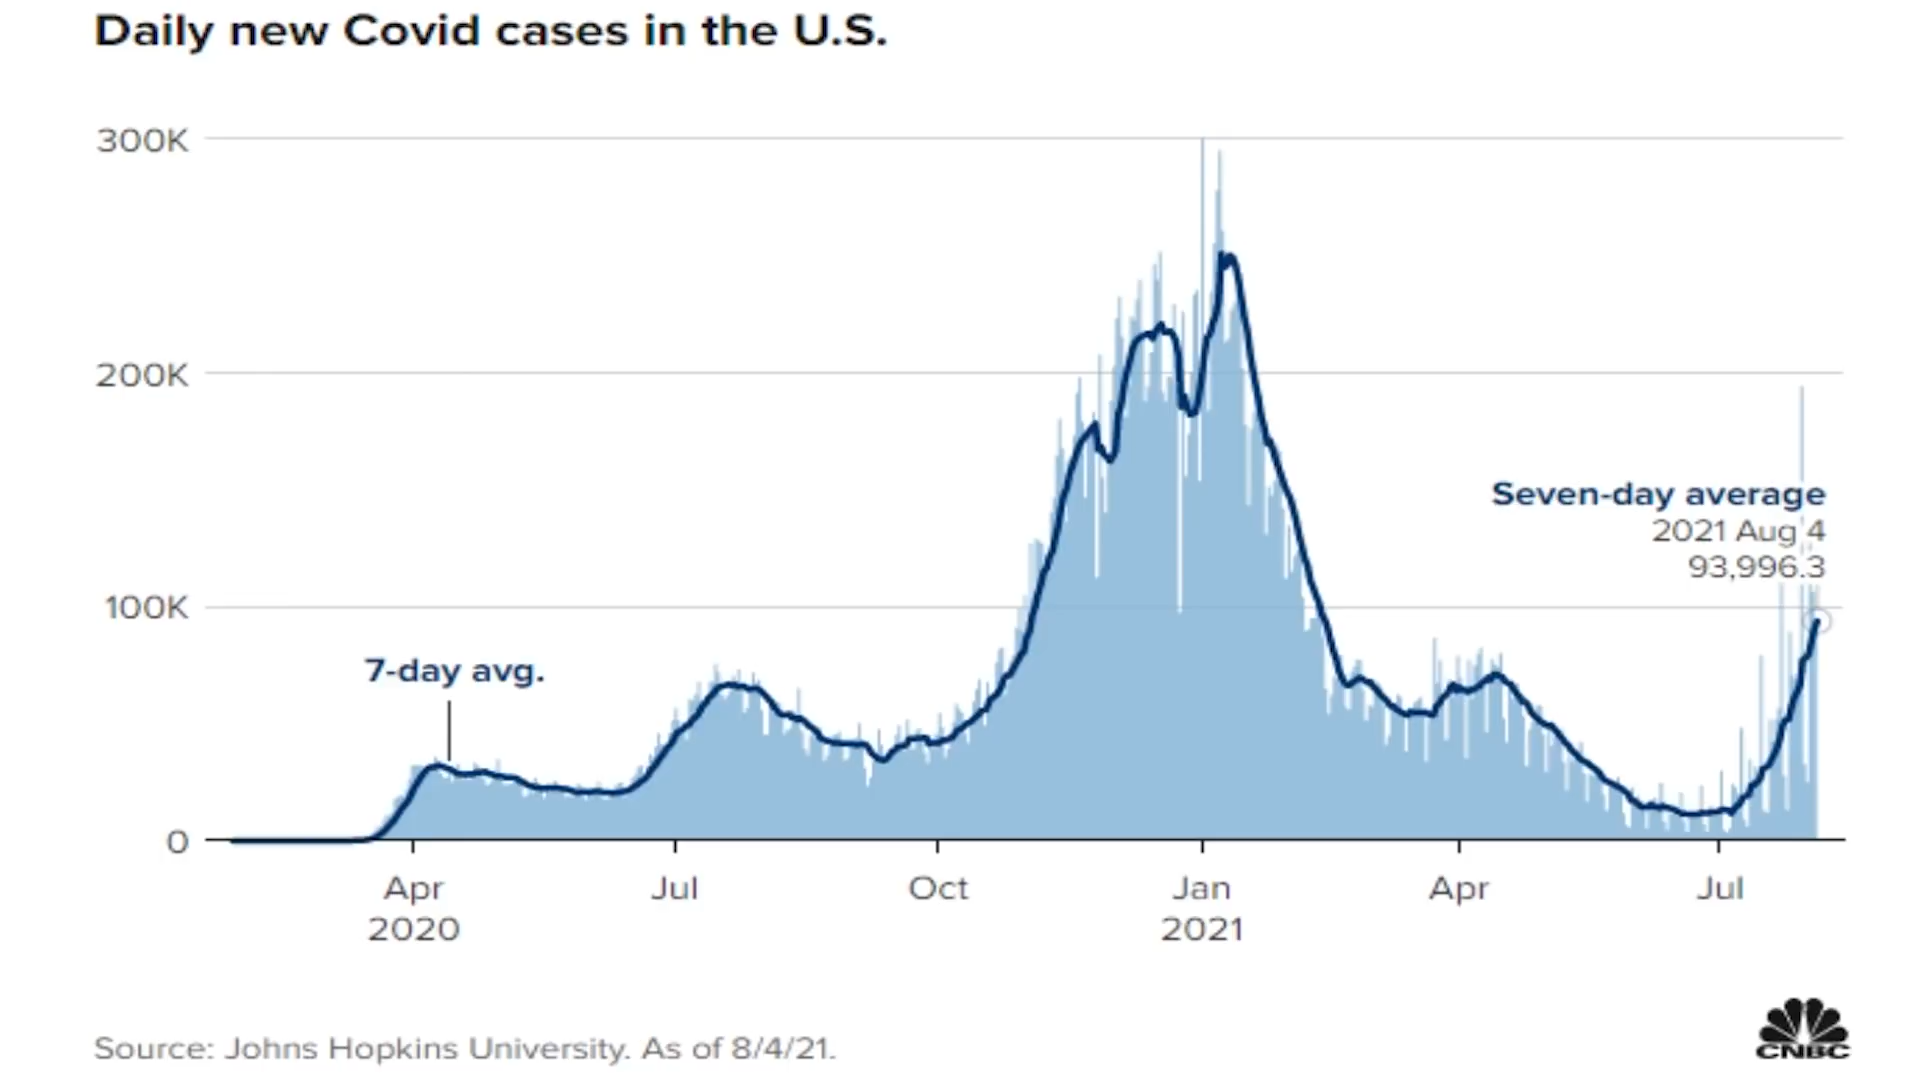 Daily new Covid cases in the U.S.
300K
200K
100K
0
7-day avg.
Seven-day average
2021 Aug 4
93,996.3
Apr
2020
Jul
Oct
Jan
2021
Apr
Jul
Source: Johns Hopkins University. As of 8/4/21.
CNBC